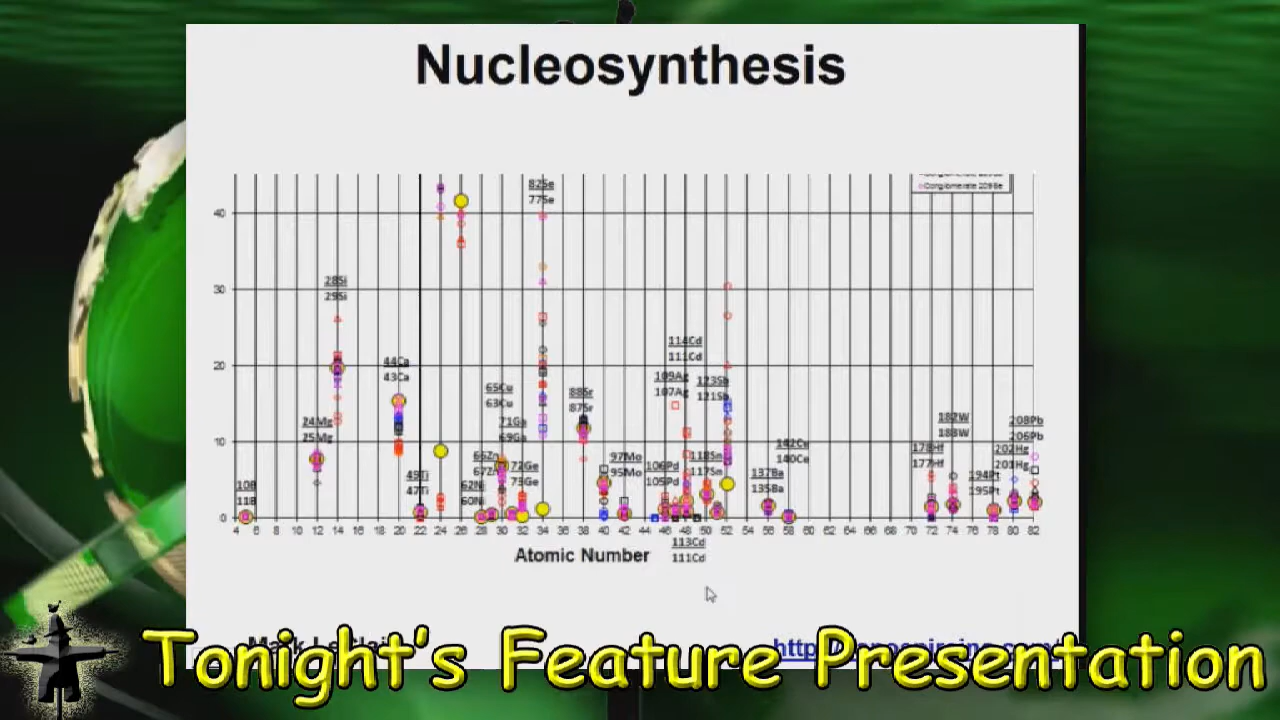 Nucleosynthesis
Conglomerate 209Be
82Se
77Se
40
30
20
10
0
28Si
29Si
44Ca
43Ca
24Mg
25Mg
10B
11B
49Ti
47Ti
65Cu
63Cu
71Ga
69Ga
66Zn
67Zn
62Ni
60Ni
72Ge
73Ge
88Sr
87Sr
97Mo
95Mo
114Cd
111Cd
109Ag
107Ag
123Sb
121Sb
106Pd
105Pd
118Sn
117Sn
137Ba
135Ba
142Ce
140Ce
182W
183W
178Hf
177Hf
194Pt
195Pt
208Pb
206Pb
202Hg
201Hg
4 6 8 10 12 14 16 18 20 22 24 26 28 30 32 34 36 38 40 42 44 46 48 50 52 54 56 58 60 62 64 66 68 70 72 74 76 78 80 82
Atomic Number
113Cd
111Cd
Tonight's Feature Presentation